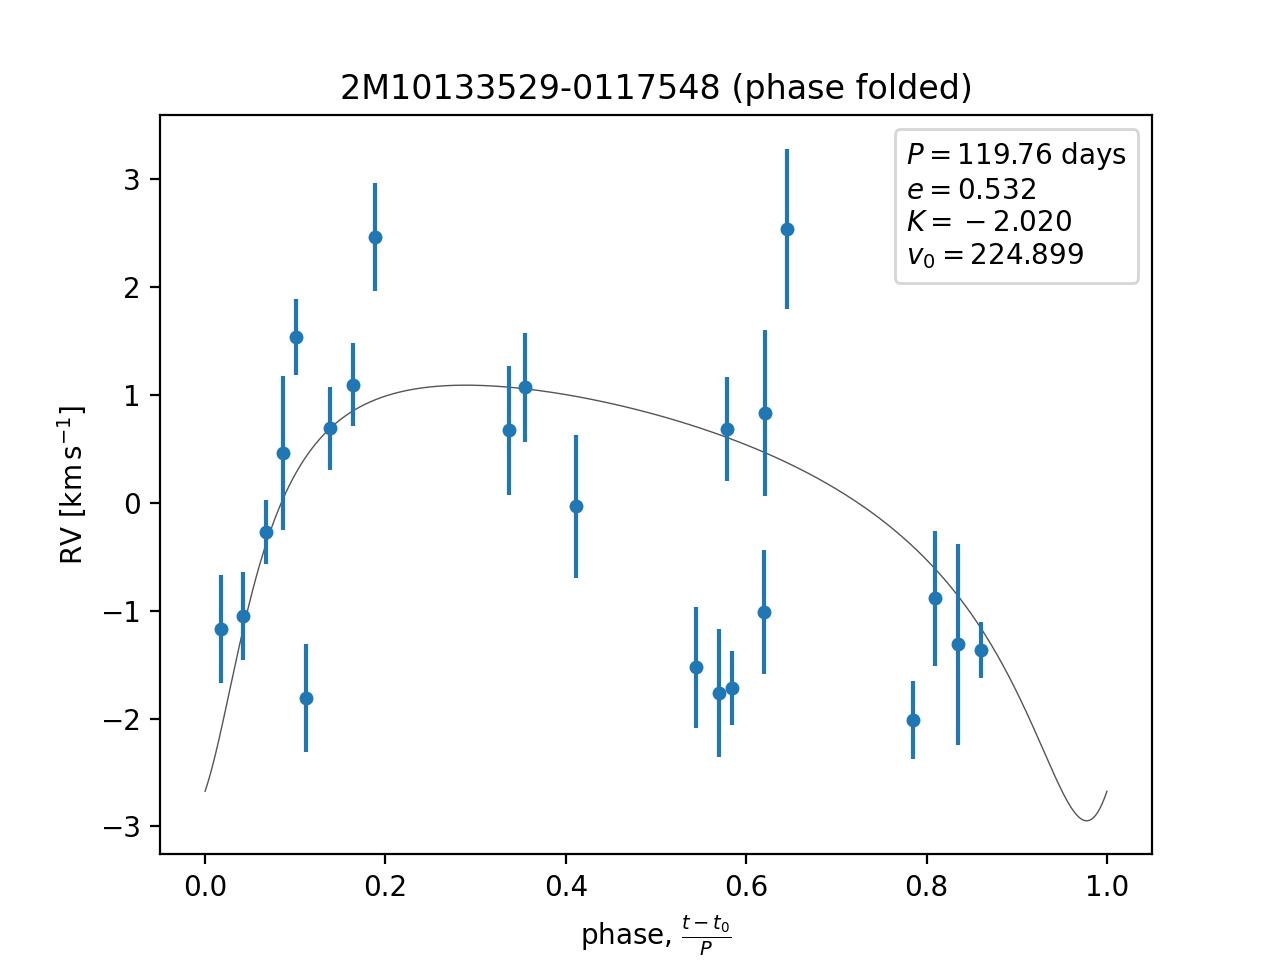 2M10133529-0117548 (phase folded)
P = 119.76 days
e = 0.532
K = −2.020
v₀ = 224.899
RV [km s⁻¹]
3
2
1
0
−1
−2
−3
0.0 0.2 0.4 0.6 0.8 1.0
phase, (t − t₀)/P